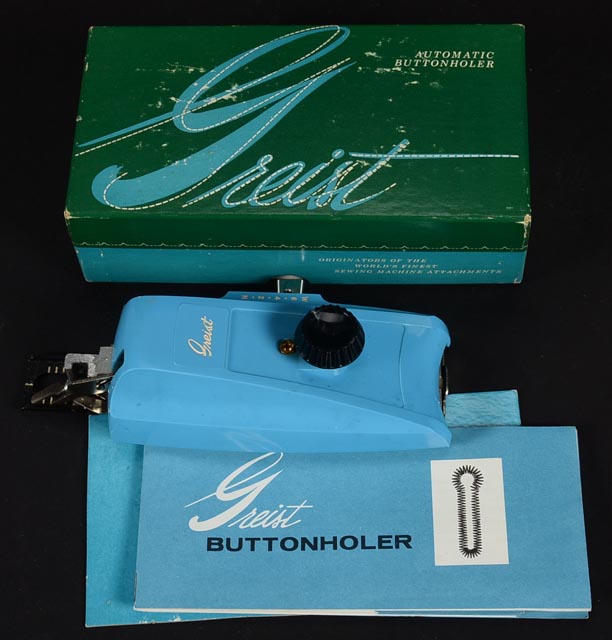 AUTOMATIC
BUTTONHOLER
Greist
ORIGINATORS OF THE
WORLD'S FINEST
SEWING MACHINE ATTACHMENTS
Greist
Greist
BUTTONHOLER